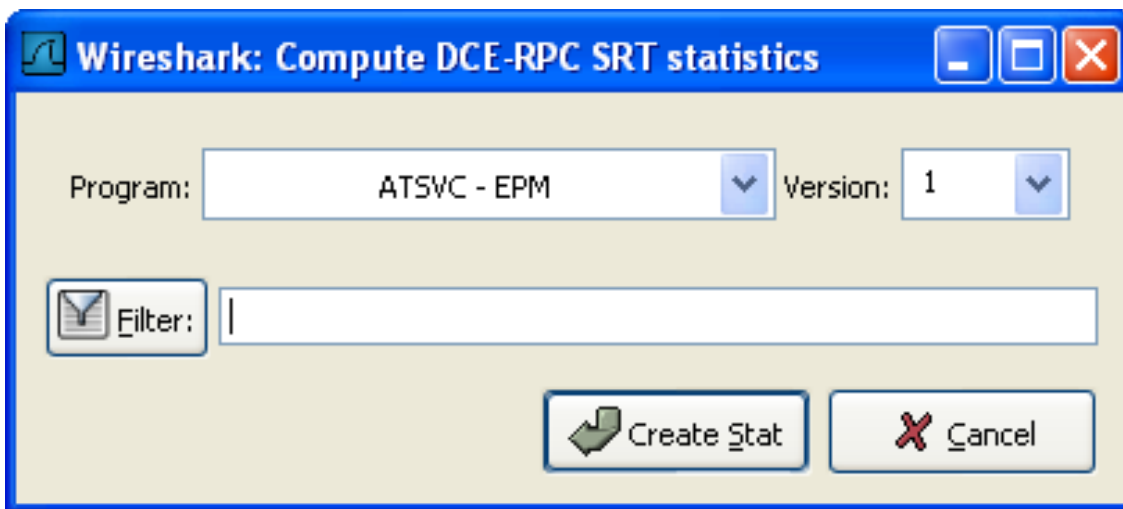 Wireshark: Compute DCE-RPC SRT statistics
Program: ATSVC - EPM Version: 1
Filter:
Create Stat Cancel